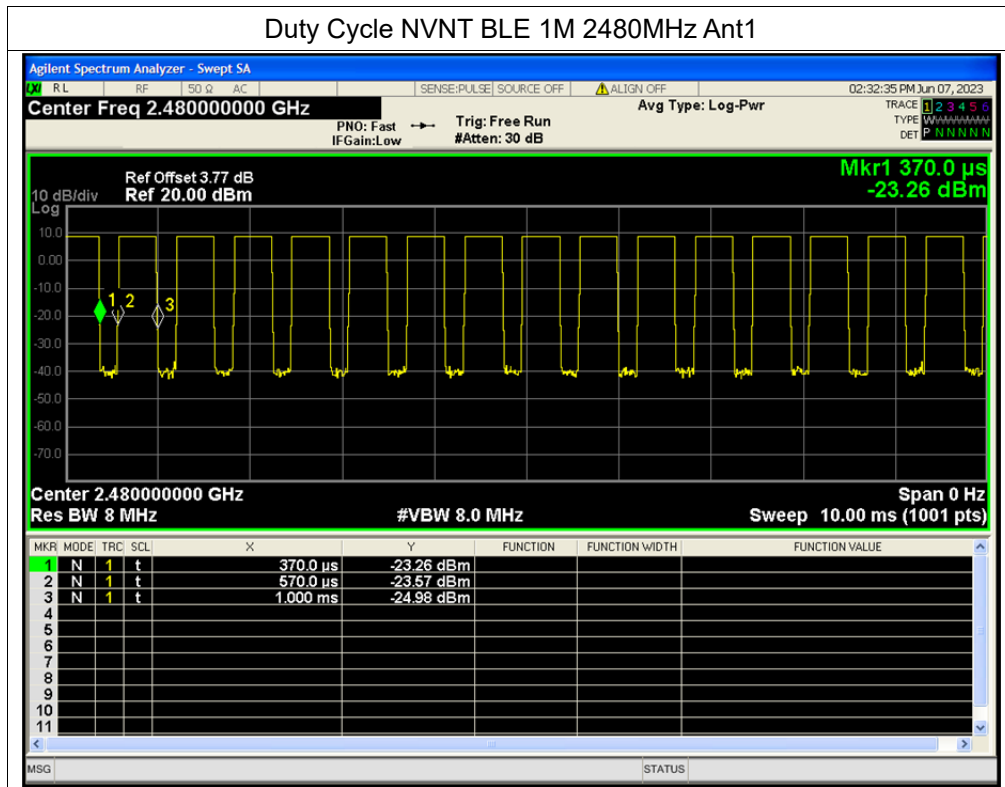 Duty Cycle NVNT BLE 1M 2480MHz Ant1
Agilent Spectrum Analyzer - Swept SA
LXI RL RF 50 Ω AC SENSE:PULSE SOURCE OFF ALIGN OFF 02:32:35 PM Jun 07, 2023
Center Freq 2.480000000 GHz Avg Type: Log-Pwr TRACE 1 2 3 4 5 6
PNO: Fast Trig: Free Run TYPE WWWWWW
IFGain:Low #Atten: 30 dB DET P N N N N N
Mkr1 370.0 µs
Ref Offset 3.77 dB
10 dB/div Ref 20.00 dBm -23.26 dBm
Log
10.0
0.00
-10.0
1 2 3
-20.0
-30.0
-40.0
-50.0
-60.0
-70.0
Center 2.480000000 GHz Span 0 Hz
Res BW 8 MHz #VBW 8.0 MHz Sweep 10.00 ms (1001 pts)
MKR MODE TRC SCL X Y FUNCTION FUNCTION WIDTH FUNCTION VALUE
1 N 1 t 370.0 µs -23.26 dBm
2 N 1 t 570.0 µs -23.57 dBm
3 N 1 t 1.000 ms -24.98 dBm
4
5
6
7
8
9
10
11
MSG STATUS